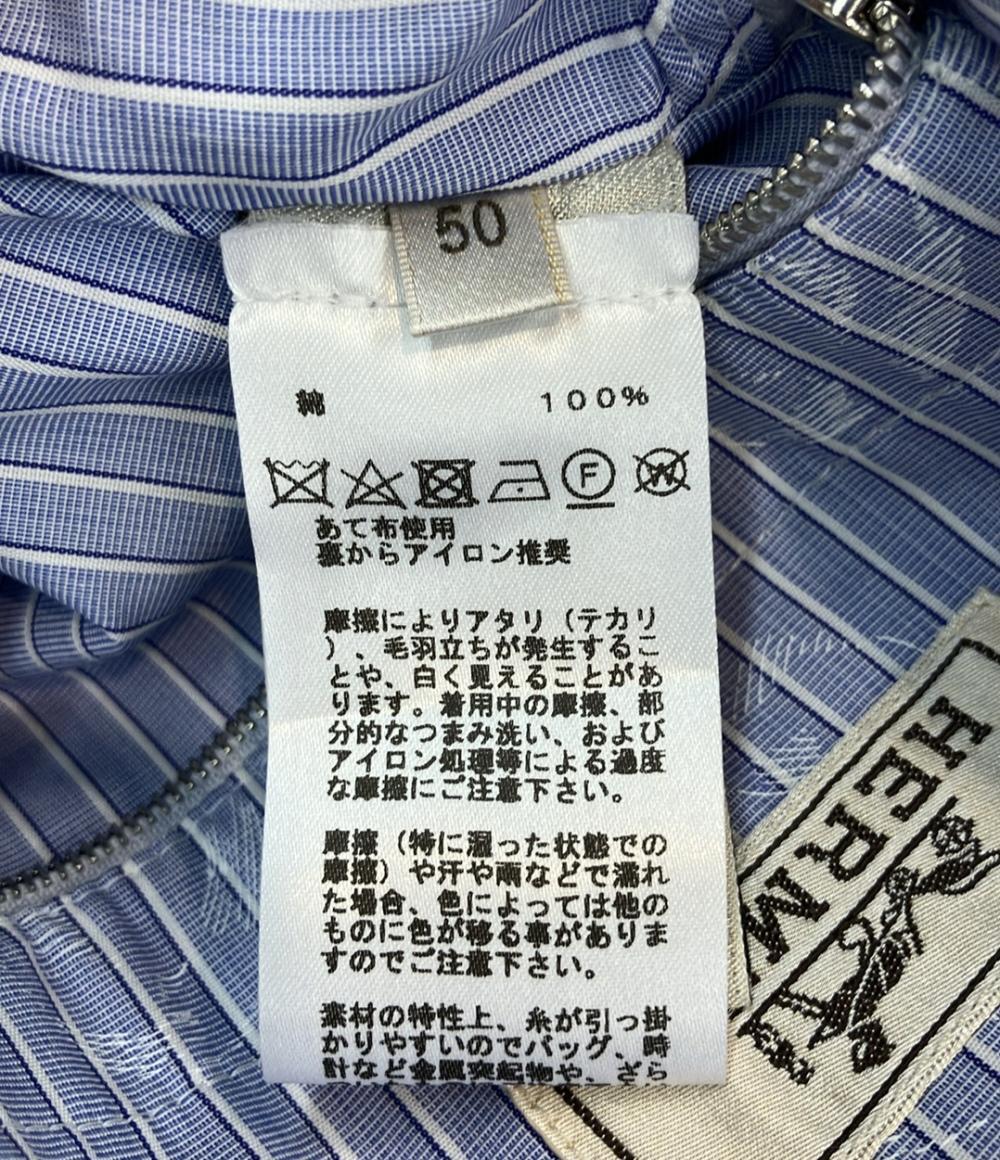 50
綿 100%
F W
あて布使用
裏からアイロン推奨
摩擦によりアタリ（テカリ
）、毛羽立ちが発生するこ
とや、白く見えることがあ
ります。着用中の摩擦、部
分的なつまみ洗い、および
アイロン処理等による過度
な摩擦にご注意下さい。
摩擦（特に湿った状態での
摩擦）や汗や雨などで濡れ
た場合、色によっては他の
ものに色が移る事がありま
すのでご注意下さい。
素材の特性上、糸が引っ掛
かりやすいのでバッグ、時
計など金属突起物や、ざら
HERM